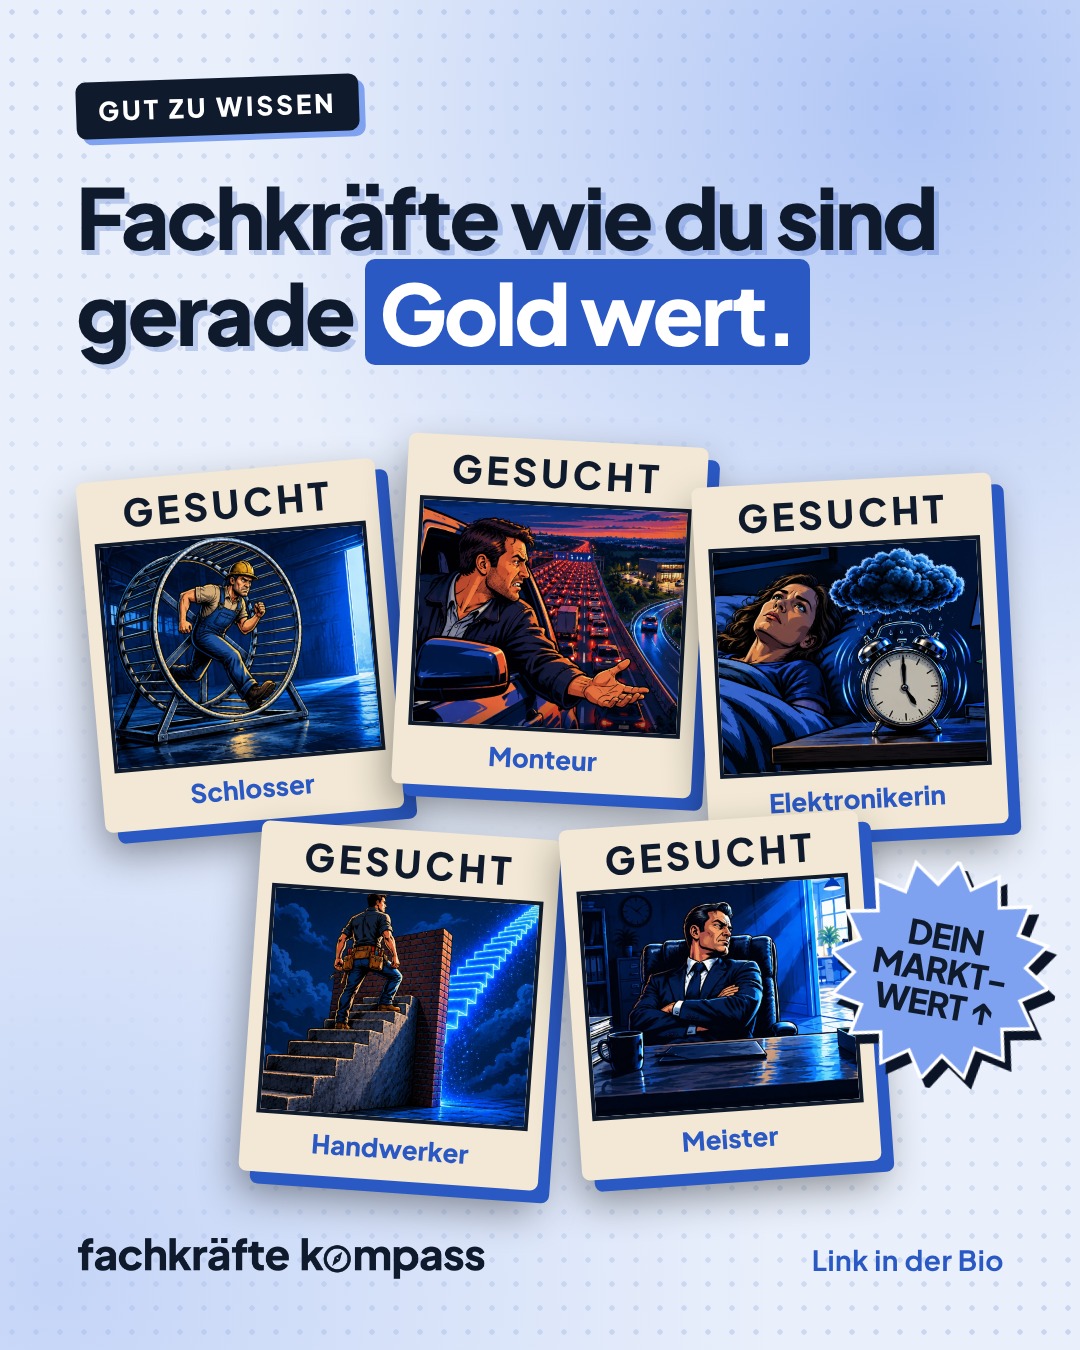 GUT ZU WISSEN
Fachkräfte wie du sind
gerade Gold wert.
GESUCHT
Schlosser
GESUCHT
Monteur
GESUCHT
Elektronikerin
GESUCHT
Handwerker
GESUCHT
Meister
DEIN
MARKT-
WERT ↑
fachkräfte kompass
Link in der Bio